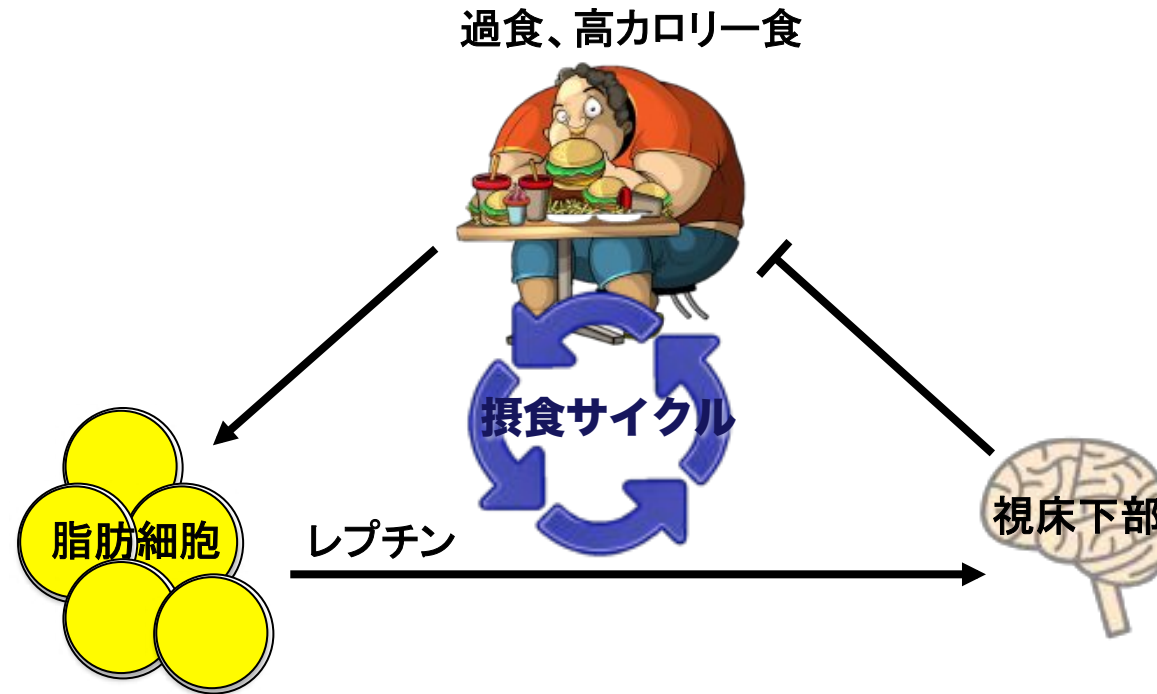 過食、高カロリー食
摂食サイクル
脂肪細胞
レプチン
視床下部